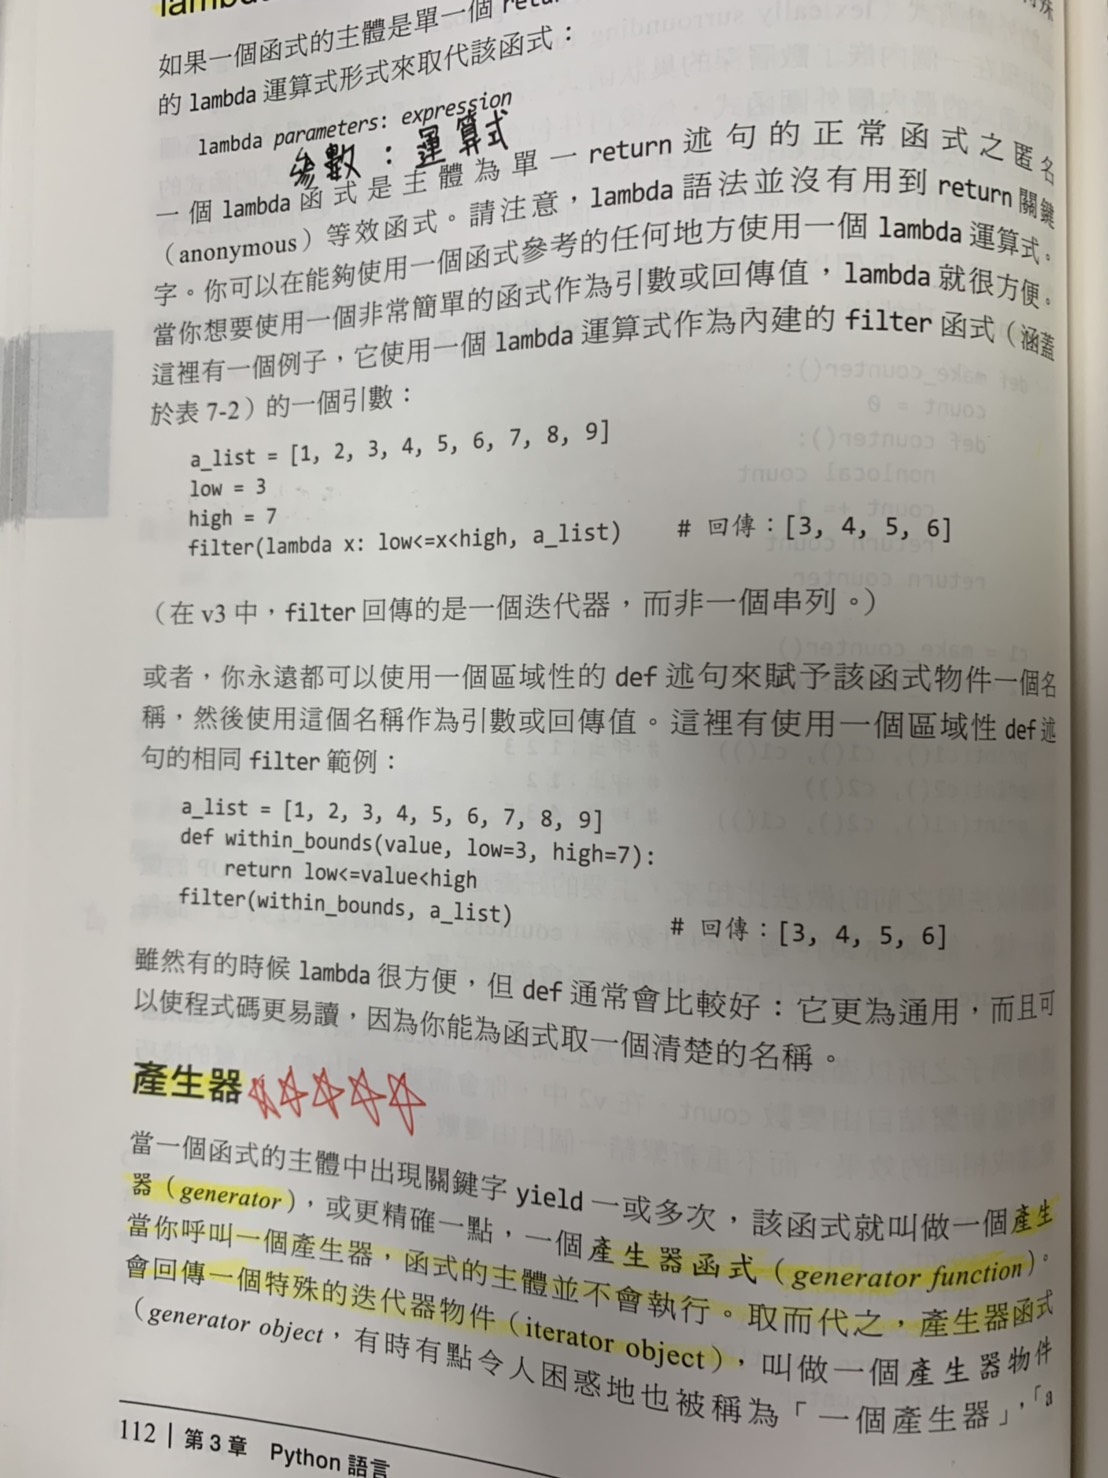 lambda
如果一個函式的主體是單一個
的 lambda 運算式形式來取代該函式：
lambda parameters: expression
參數 : 運算式
一個 lambda 函式是主體為單一 return 述句的正常函式之匿名
（anonymous）等效函式。請注意，lambda 語法並沒有用到 return 關鍵
字。你可以在能夠使用一個函式參考的任何地方使用一個 lambda 運算式。
當你想要使用一個非常簡單的函式作為引數或回傳值，lambda 就很方便。
這裡有一個例子，它使用一個 lambda 運算式作為內建的 filter 函式（涵蓋
於表 7-2）的一個引數：
a_list = [1, 2, 3, 4, 5, 6, 7, 8, 9]
low = 3
high = 7
filter(lambda x: low<=x<high, a_list) # 回傳：[3, 4, 5, 6]
（在 v3 中，filter 回傳的是一個迭代器，而非一個串列。）
或者，你永遠都可以使用一個區域性的 def 述句來賦予該函式物件一個名
稱，然後使用這個名稱作為引數或回傳值。這裡有使用一個區域性 def 述
句的相同 filter 範例：
a_list = [1, 2, 3, 4, 5, 6, 7, 8, 9]
def within_bounds(value, low=3, high=7):
return low<=value<high
filter(within_bounds, a_list) # 回傳：[3, 4, 5, 6]
雖然有的時候 lambda 很方便，但 def 通常會比較好：它更為通用，而且可
以使程式碼更易讀，因為你能為函式取一個清楚的名稱。
產生器
當一個函式的主體中出現關鍵字 yield 一或多次，該函式就叫做一個產生
器（generator），或更精確一點，一個產生器函式（generator function）。
當你呼叫一個產生器，函式的主體並不會執行。取而代之，產生器函式
會回傳一個特殊的迭代器物件（iterator object），叫做一個產生器物件
（generator object，有時有點令人困惑地也被稱為「一個產生器」，「a
112 | 第 3 章 Python 語言